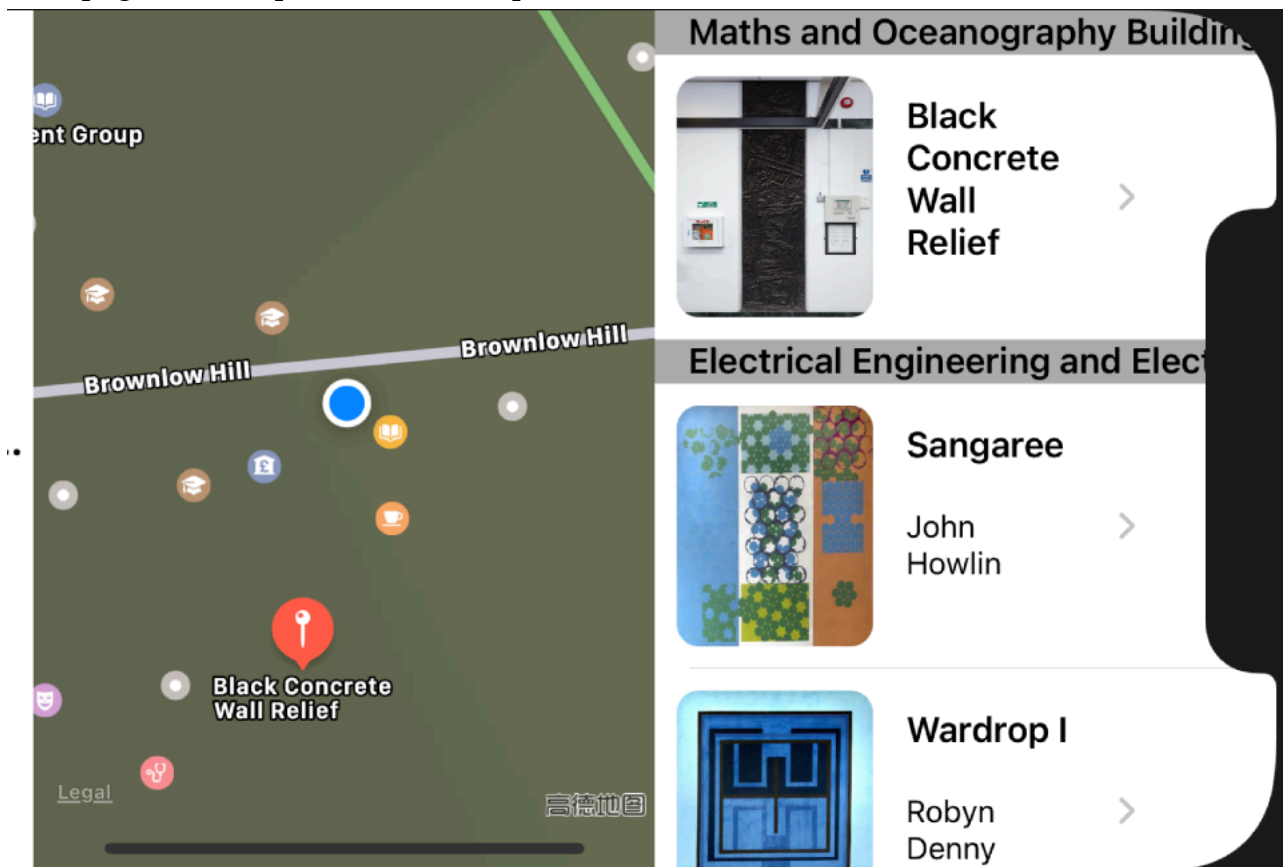 ent Group
Brownlow Hill
Brownlow Hill
Black Concrete
Wall Relief
Legal
高德地图
Maths and Oceanography Building
Black
Concrete
Wall
Relief
Electrical Engineering and Elect
Sangaree
John
Howlin
Wardrop I
Robyn
Denny